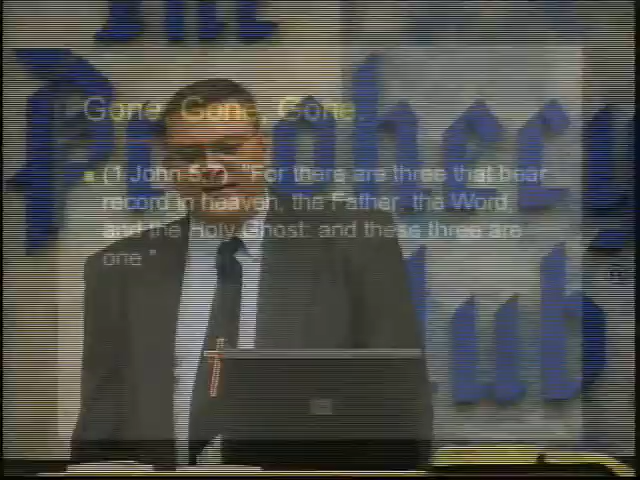 The
Prophecy
Club
®
Gone, Gone, Gone.
(1 John 5:7) "For there are three that bear
record in heaven, the Father, the Word,
and the Holy Ghost: and these three are
one."